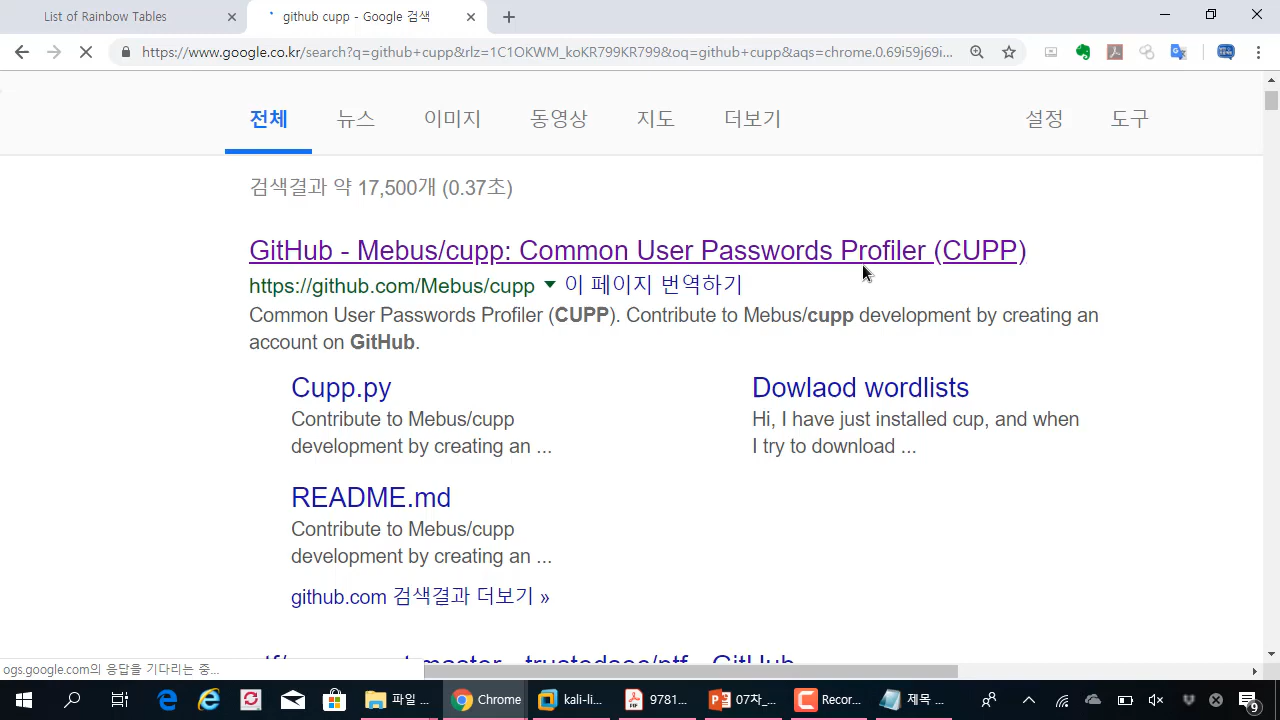 List of Rainbow Tables
github cupp - Google 검색
https://www.google.co.kr/search?q=github+cupp&rlz=1C1OKWM_koKR799KR799&oq=github+cupp&aqs=chrome.0.69i59j69i...
전체 뉴스 이미지 동영상 지도 더보기 설정 도구
검색결과 약 17,500개 (0.37초)
GitHub - Mebus/cupp: Common User Passwords Profiler (CUPP)
https://github.com/Mebus/cupp 이 페이지 번역하기
Common User Passwords Profiler (CUPP). Contribute to Mebus/cupp development by creating an
account on GitHub.
Cupp.py
Contribute to Mebus/cupp
development by creating an ...
Dowlaod wordlists
Hi, I have just installed cup, and when
I try to download ...
README.md
Contribute to Mebus/cupp
development by creating an ...
github.com 검색결과 더보기 »
trustedsec/ptf - GitHub
ogs.google.com의 응답을 기다리는 중...
파일 ... Chrome kali-li... 9781... 07차_... Recor... 제목 ... 9